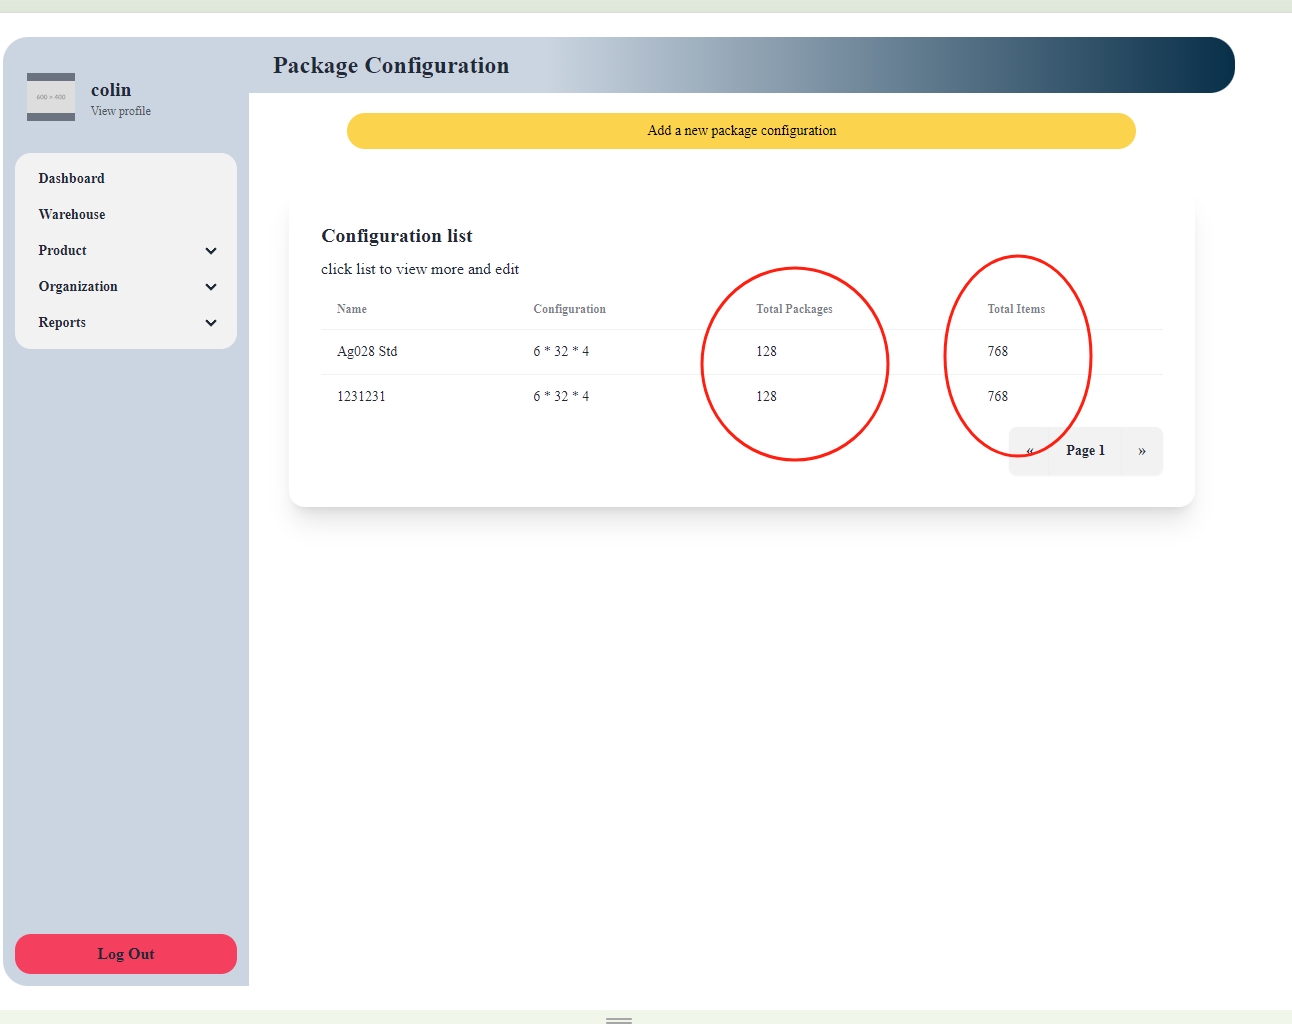 Package Configuration
600 × 400
colin
View profile
Dashboard
Warehouse
Product
Organization
Reports
Log Out
Add a new package configuration
Configuration list
click list to view more and edit
Name Configuration Total Packages Total Items
Ag028 Std 6 * 32 * 4 128 768
1231231 6 * 32 * 4 128 768
« Page 1 »